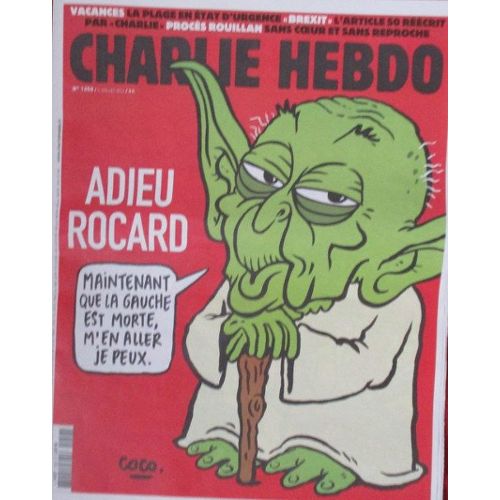 VACANCES LA PLAGE EN ÉTAT D'URGENCE «BREXIT» L'ARTICLE 50 RÉÉCRIT
PAR «CHARLIE» PROCÈS ROUILLAN SANS CŒUR ET SANS REPROCHE
CHARLIE HEBDO
ADIEU
ROCARD
MAINTENANT
QUE LA GAUCHE
EST MORTE,
M'EN ALLER
JE PEUX.
COCO.